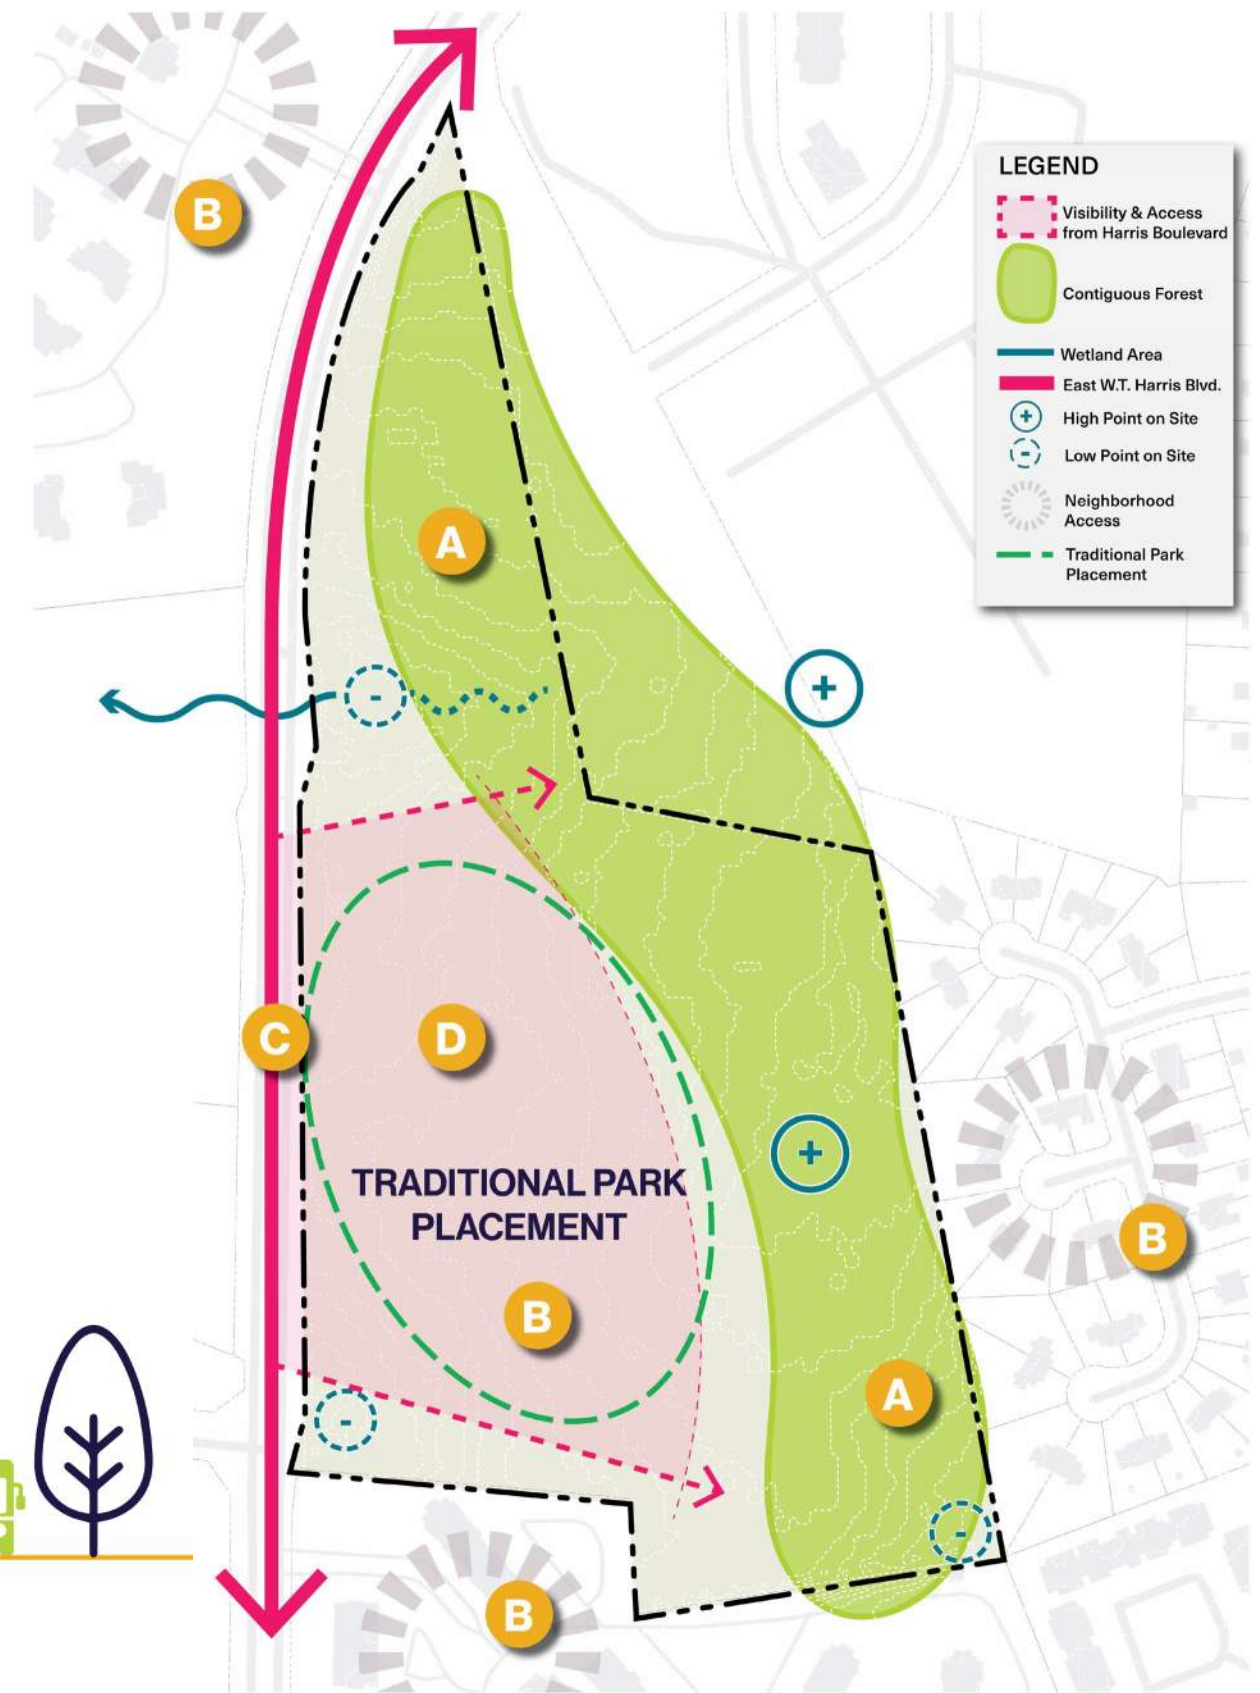 B
LEGEND
Visibility & Access
from Harris Boulevard
Contiguous Forest
Wetland Area
East W.T. Harris Blvd.
+ High Point on Site
- Low Point on Site
Neighborhood
Access
Traditional Park
Placement
A
+
-
C
D
+
TRADITIONAL PARK
PLACEMENT
B
B
A
-
-
B